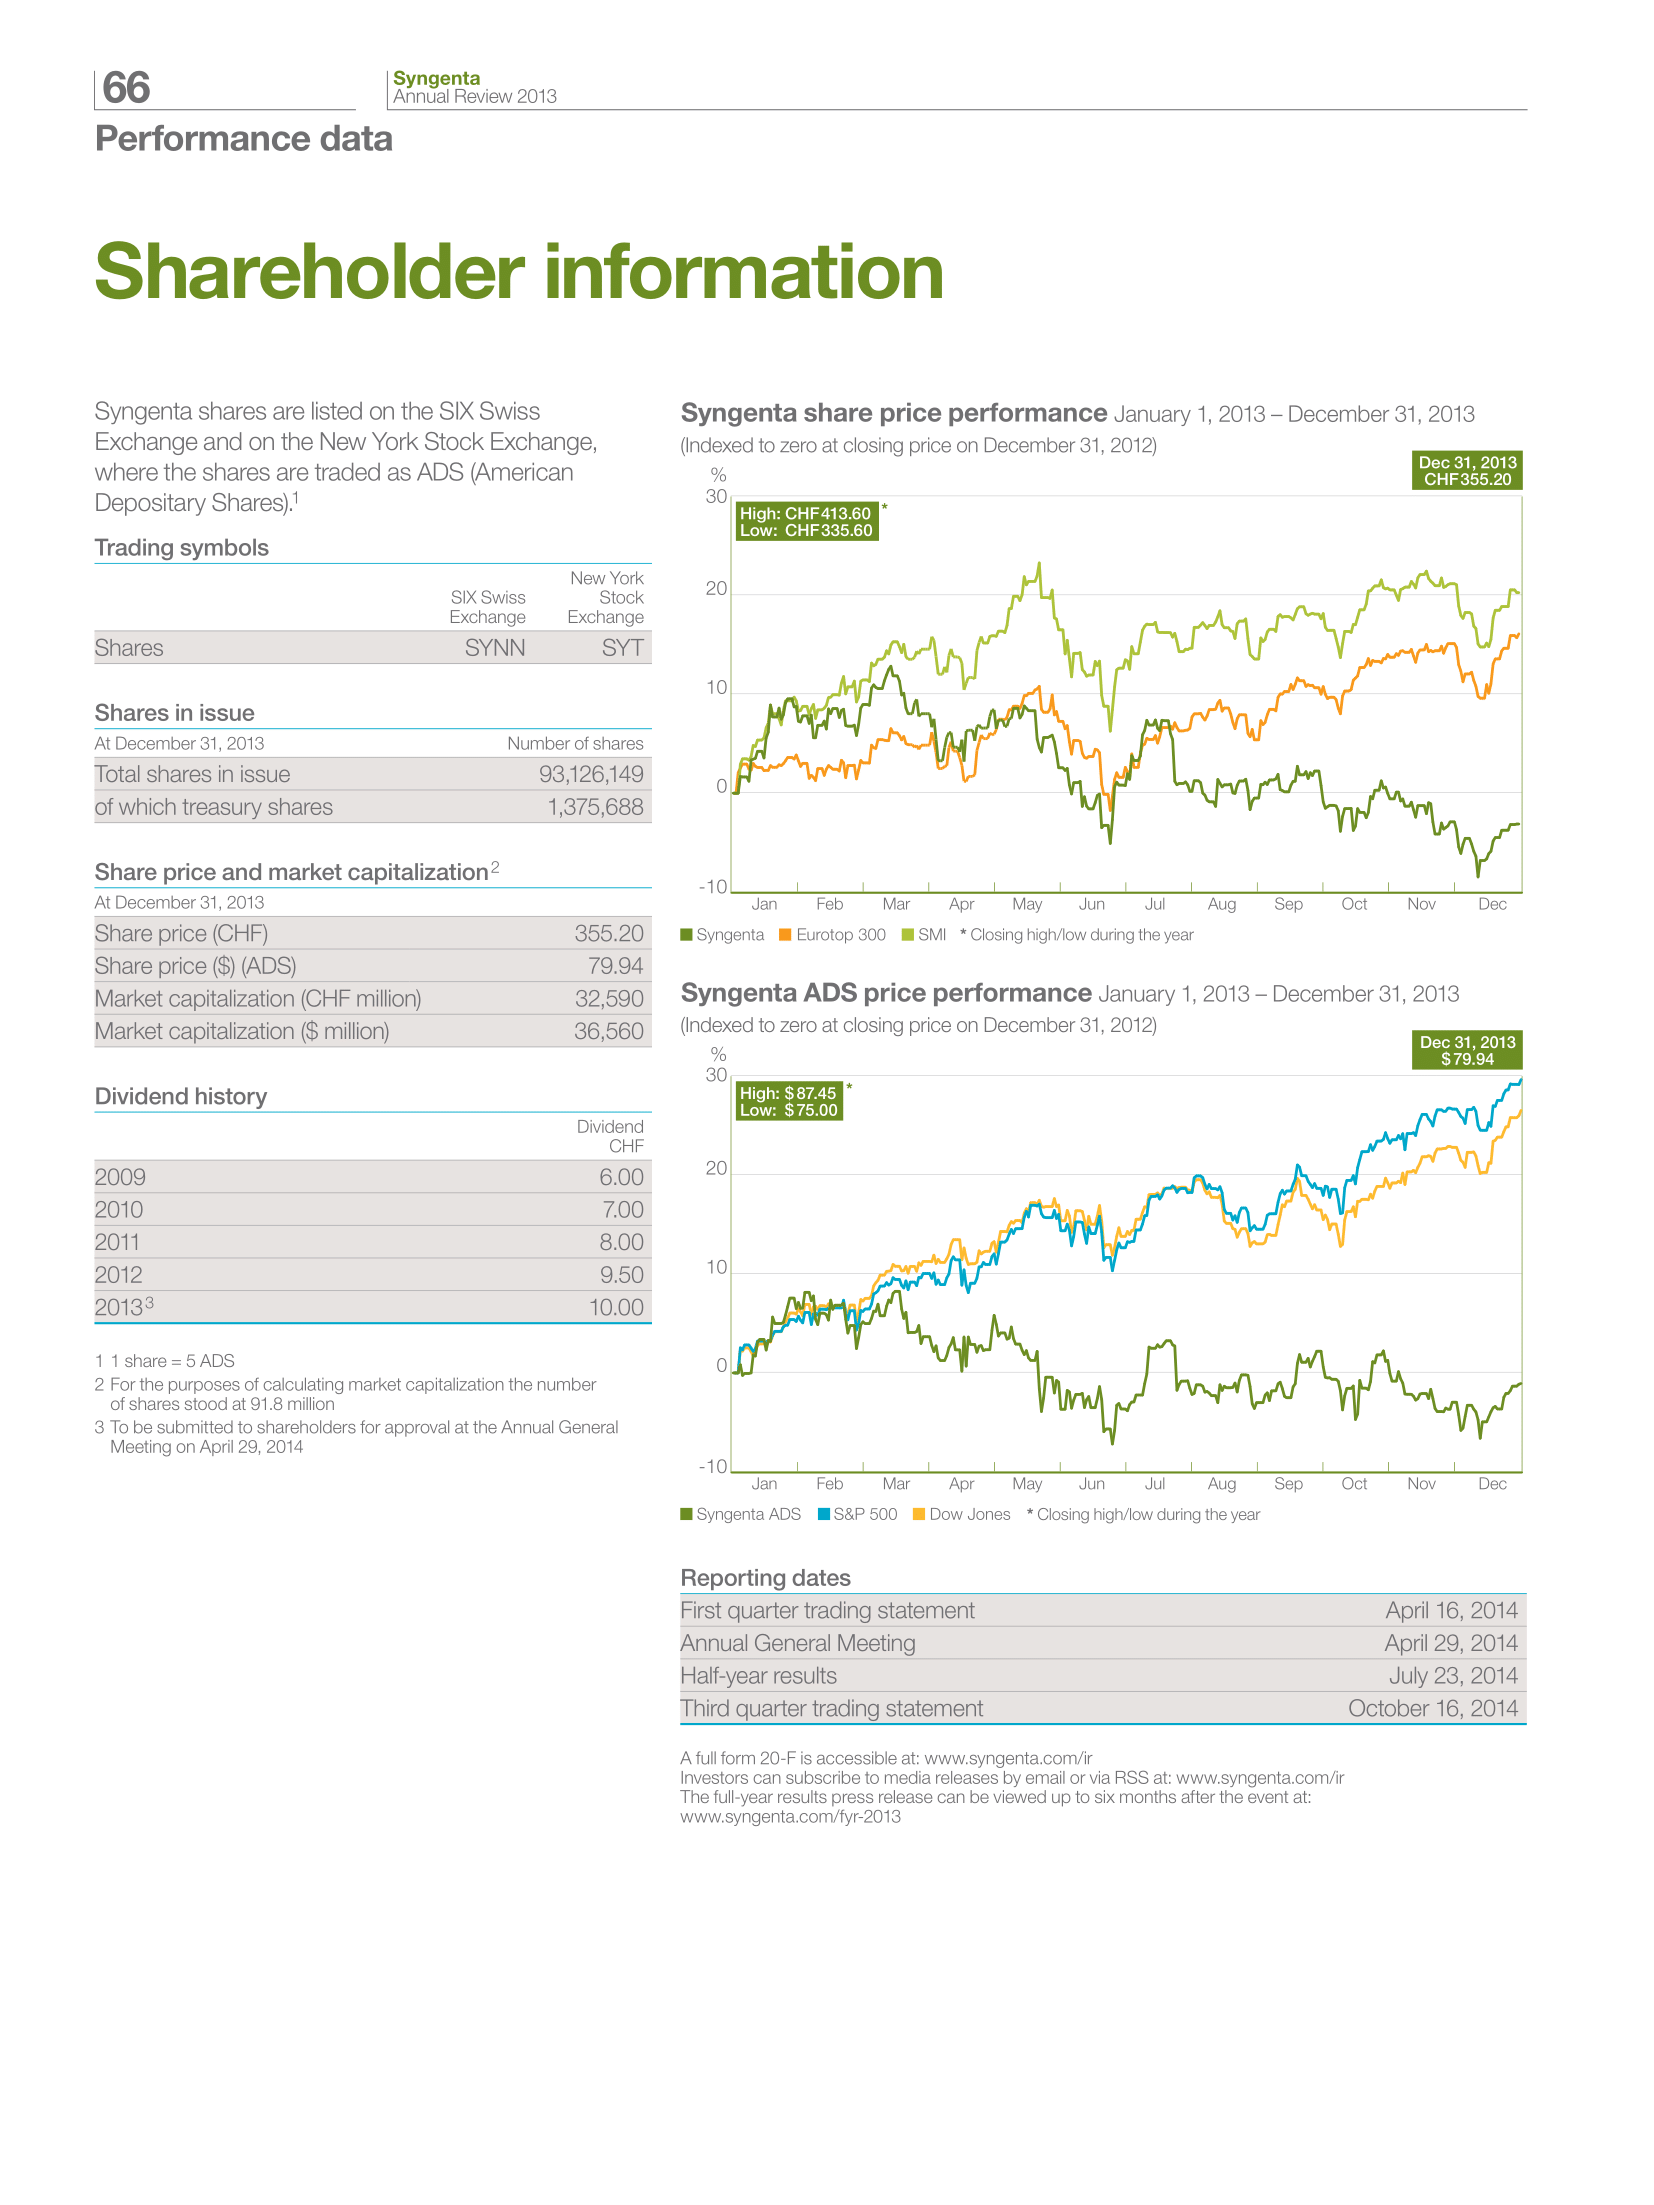 66
Syngenta
Annual Review 2013
Performance data
Shareholder information
Syngenta shares are listed on the SIX Swiss
Exchange and on the New York Stock Exchange,
where the shares are traded as ADS (American
Depositary Shares).1
Trading symbols
SIX Swiss Exchange New York Stock Exchange
Shares SYNN SYT
Shares in issue
At December 31, 2013 Number of shares
Total shares in issue 93,126,149
of which treasury shares 1,375,688
Share price and market capitalization2
At December 31, 2013
Share price (CHF) 355.20
Share price ($) (ADS) 79.94
Market capitalization (CHF million) 32,590
Market capitalization ($ million) 36,560
Dividend history
Dividend
CHF
2009 6.00
2010 7.00
2011 8.00
2012 9.50
2013 3 10.00
1 1 share = 5 ADS
2 For the purposes of calculating market capitalization the number
of shares stood at 91.8 million
3 To be submitted to shareholders for approval at the Annual General
Meeting on April 29, 2014
Syngenta share price performance January 1, 2013 – December 31, 2013
(Indexed to zero at closing price on December 31, 2012)
Dec 31, 2013
CHF355.20
%
30
High: CHF413.60 *
Low: CHF335.60
20
10
0
-10
Jan Feb Mar Apr May Jun Jul Aug Sep Oct Nov Dec
Syngenta Eurotop 300 SMI * Closing high/low during the year
Syngenta ADS price performance January 1, 2013 – December 31, 2013
(Indexed to zero at closing price on December 31, 2012)
Dec 31, 2013
$79.94
%
30
High: $87.45 *
Low: $75.00
20
10
0
-10
Jan Feb Mar Apr May Jun Jul Aug Sep Oct Nov Dec
Syngenta ADS S&P 500 Dow Jones * Closing high/low during the year
Reporting dates
First quarter trading statement April 16, 2014
Annual General Meeting April 29, 2014
Half-year results July 23, 2014
Third quarter trading statement October 16, 2014
A full form 20-F is accessible at: www.syngenta.com/ir
Investors can subscribe to media releases by email or via RSS at: www.syngenta.com/ir
The full-year results press release can be viewed up to six months after the event at:
www.syngenta.com/fyr-2013